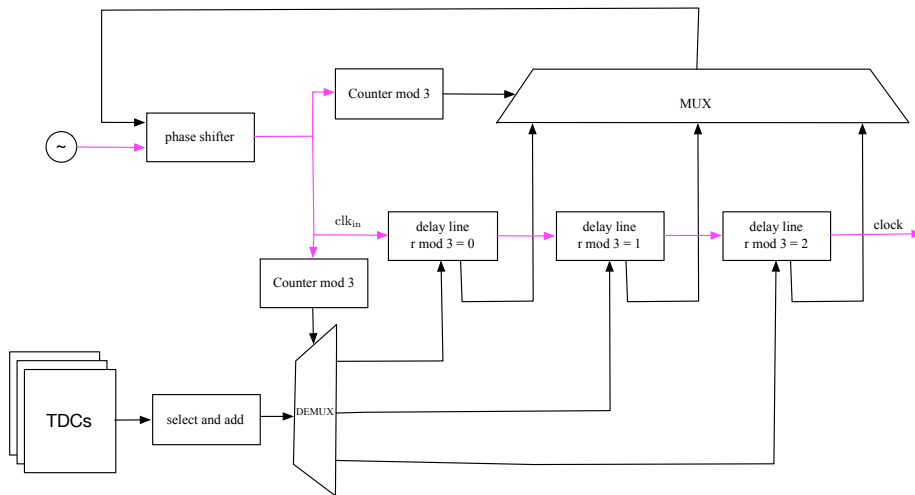 Counter mod 3
MUX
phase shifter
~
clk_in
delay line
r mod 3 = 0
delay line
r mod 3 = 1
delay line
r mod 3 = 2
clock
Counter mod 3
TDCs
select and add
DEMUX